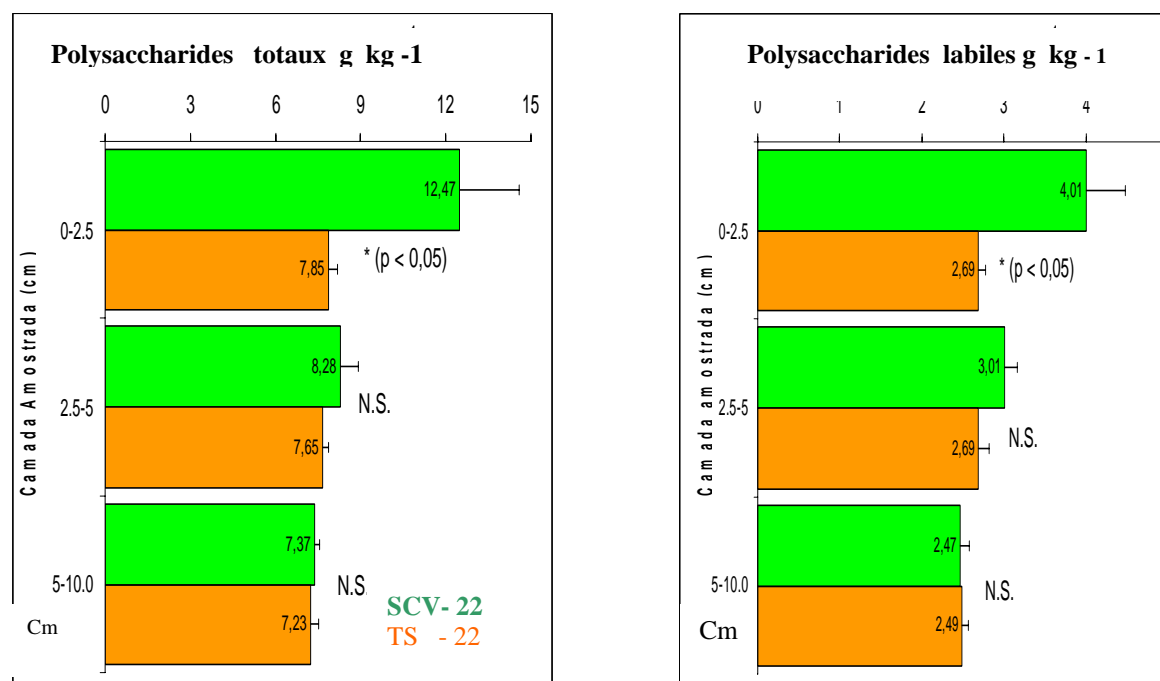 Polysaccharides totaux g kg -1
0 3 6 9 12 15
Camada Amostrada (cm)
0-2.5
12,47
7,85
* (p < 0,05)
2.5-5
8,28
7,65
N.S.
5-10.0
7,37
7,23
N.S.
Cm
SCV- 22
TS - 22
Polysaccharides labiles g kg - 1
0 1 2 3 4
Camada amostrada (cm)
0-2.5
4,01
2,69
* (p < 0,05)
2.5-5
3,01
2,69
N.S.
5-10.0
2,47
2,49
N.S.
Cm